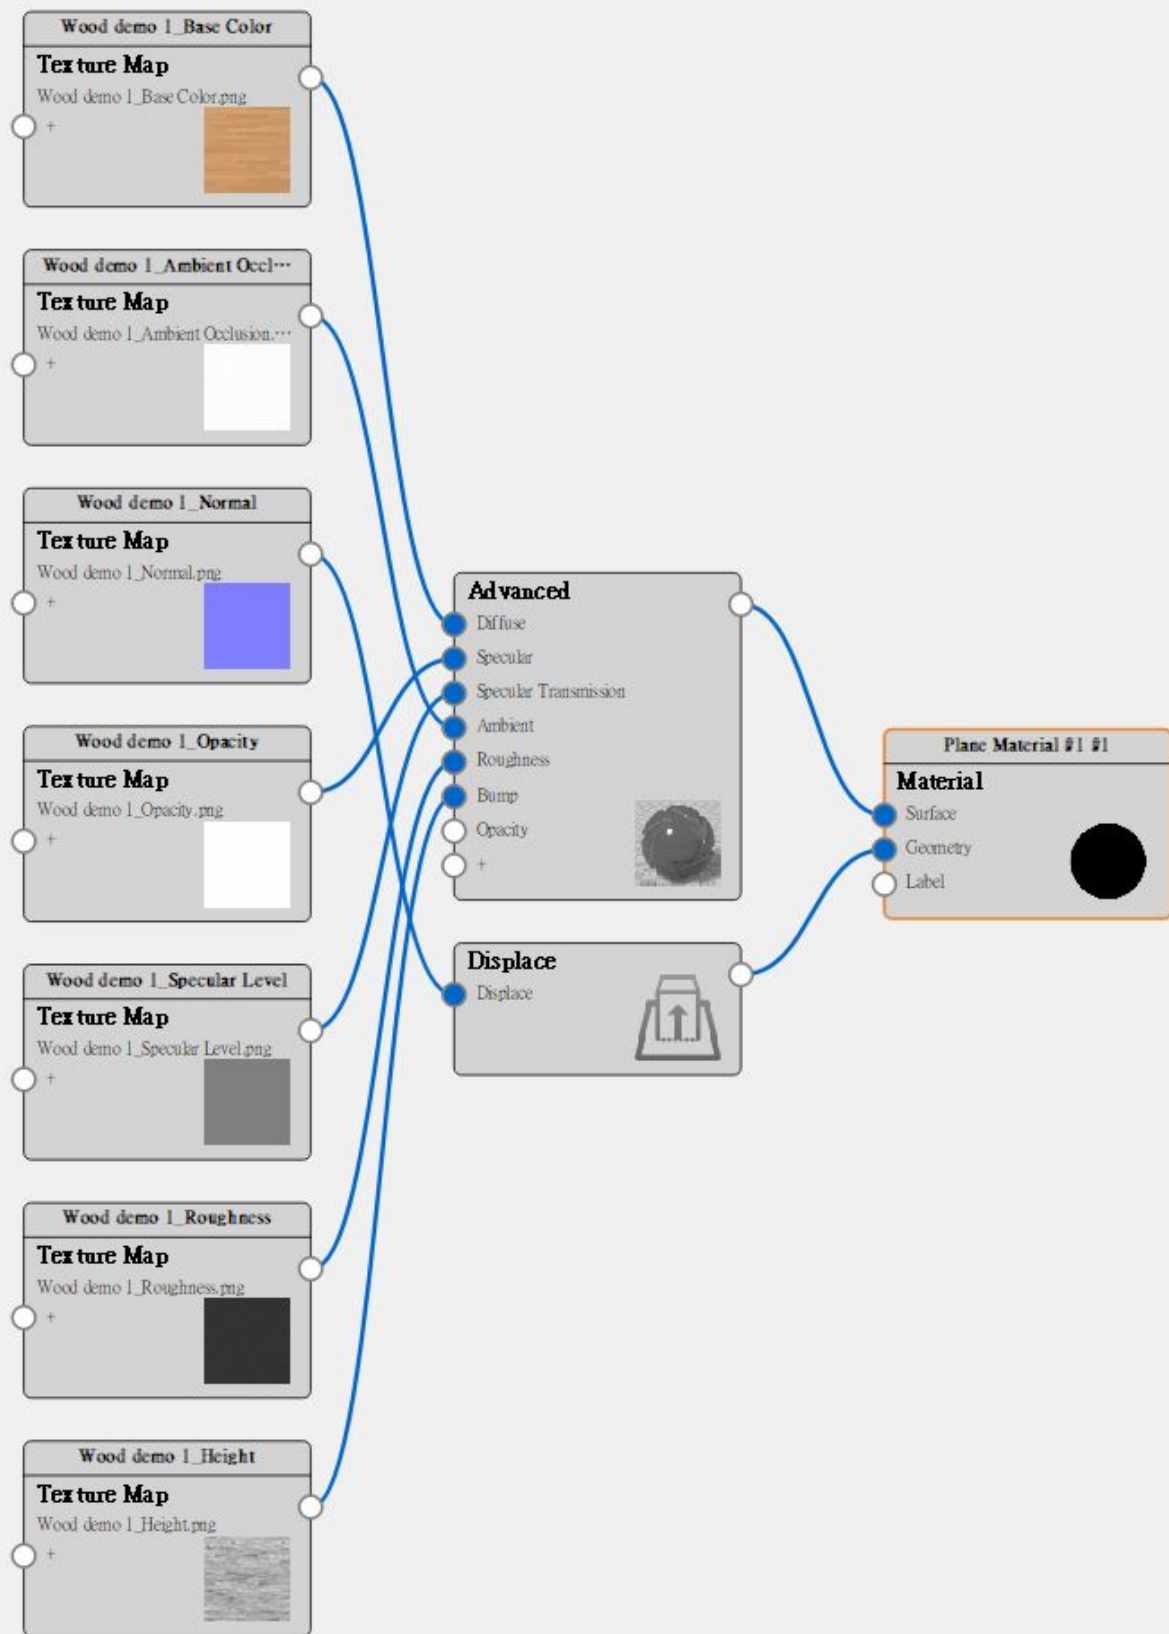 Wood demo 1_Base Color
Texture Map
Wood demo 1_Base Color.png
+
Wood demo 1_Ambient Occl…
Texture Map
Wood demo 1_Ambient Occlusion.…
+
Wood demo 1_Normal
Texture Map
Wood demo 1_Normal.png
+
Wood demo 1_Opacity
Texture Map
Wood demo 1_Opacity.png
+
Wood demo 1_Specular Level
Texture Map
Wood demo 1_Specular Level.png
+
Wood demo 1_Roughness
Texture Map
Wood demo 1_Roughness.png
+
Wood demo 1_Height
Texture Map
Wood demo 1_Height.png
+
Advanced
Diffuse
Specular
Specular Transmission
Ambient
Roughness
Bump
Opacity
+
Displace
Displace
Plane Material #1 #1
Material
Surface
Geometry
Label